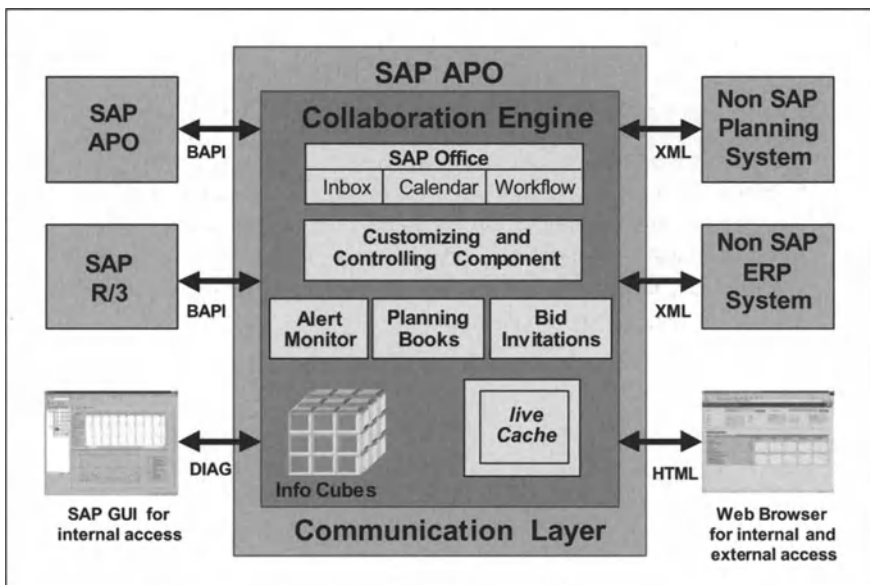 SAP APO
Collaboration Engine
SAP Office
Inbox
Calendar
Workflow
Customizing and
Controlling Component
Alert
Monitor
Planning
Books
Bid
Invitations
live
Cache
Info Cubes
Communication Layer
SAP
APO
BAPI
SAP
R/3
BAPI
DIAG
SAP GUI for
internal access
Non SAP
Planning
System
XML
Non SAP
ERP
System
XML
HTML
Web Browser
for internal and
external access